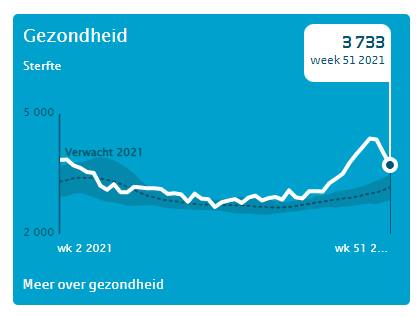 Gezondheid
Sterfte
3 733
week 51 2021
5 000
Verwacht 2021
2 000
wk 2 2021
wk 51 2...
Meer over gezondheid